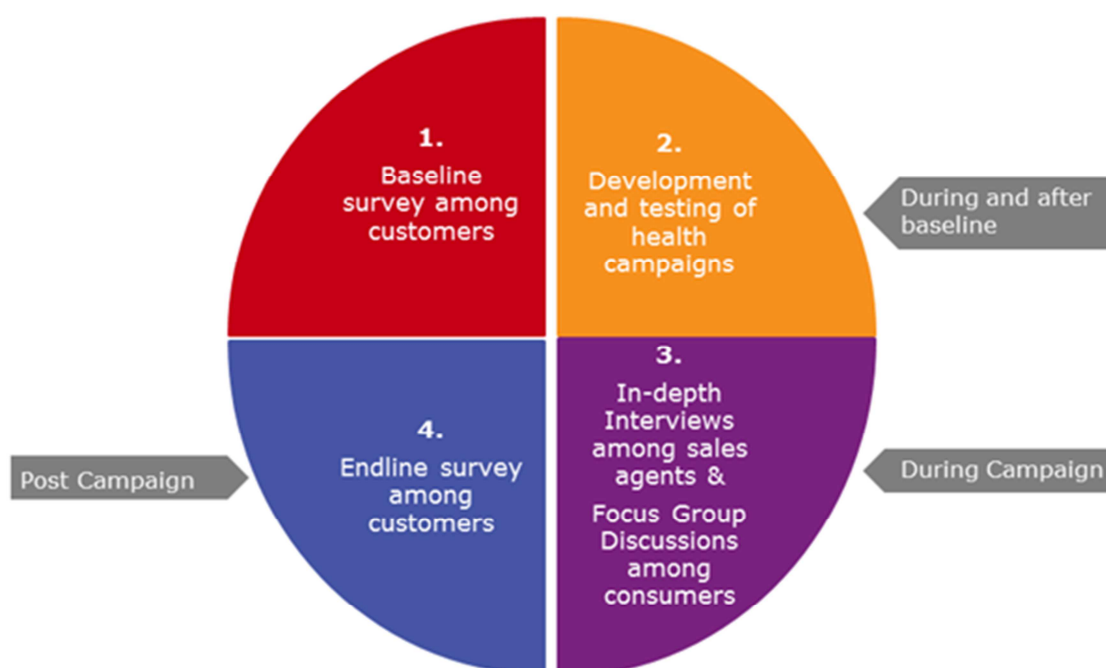 1.
Baseline
survey among
customers
2.
Development
and testing of
health
campaigns
During and after
baseline
3.
In-depth
Interviews
among sales
agents &
Focus Group
Discussions
among
consumers
During Campaign
4.
Endline survey
among
customers
Post Campaign